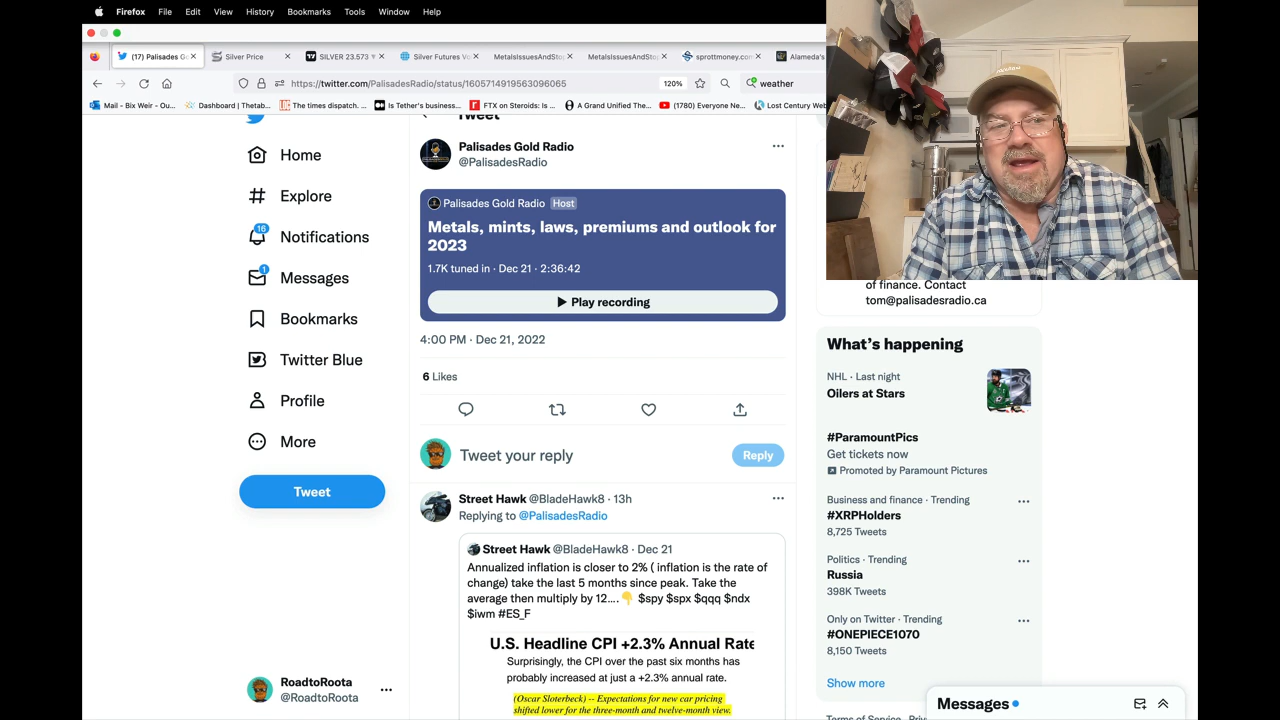 Firefox File Edit View History Bookmarks Tools Window Help
(17) Palisades G Silver Price SILVER 23.573 Silver Futures V MetalsIssuesAndSto MetalsIssuesAndSto sprottmoney.co Alameda's
https://twitter.com/PalisadesRadio/status/1605714919563096065 120% weather
Mail - Bix Weir - Ou... Dashboard | Thetab... The times dispatch. ... Is Tether's business... FTX on Steroids: Is ... A Grand Unified The... (1780) Everyone Ne... Lost Century Web
Tweet
Home
Explore
16
Notifications
1
Messages
Bookmarks
Twitter Blue
Profile
More
Tweet
RoadtoRoota
@RoadtoRoota
Palisades Gold Radio
@PalisadesRadio
Palisades Gold Radio Host
Metals, mints, laws, premiums and outlook for
2023
1.7K tuned in · Dec 21 · 2:36:42
Play recording
4:00 PM · Dec 21, 2022
6 Likes
Tweet your reply Reply
Street Hawk @BladeHawk8 · 13h
Replying to @PalisadesRadio
Street Hawk @BladeHawk8 · Dec 21
Annualized inflation is closer to 2% ( inflation is the rate of
change) take the last 5 months since peak. Take the
average then multiply by 12....👇 $spy $spx $qqq $ndx
$iwm #ES_F
U.S. Headline CPI +2.3% Annual Rate
Surprisingly, the CPI over the past six months has
probably increased at just a +2.3% annual rate.
(Oscar Sloterbeck) -- Expectations for new car pricing
shifted lower for the three-month and twelve-month view.
of finance. Contact
tom@palisadesradio.ca
What's happening
NHL · Last night
Oilers at Stars
#ParamountPics
Get tickets now
Promoted by Paramount Pictures
Business and finance · Trending
#XRPHolders
8,725 Tweets
Politics · Trending
Russia
398K Tweets
Only on Twitter · Trending
#ONEPIECE1070
8,150 Tweets
Show more
Terms of Service
Messages